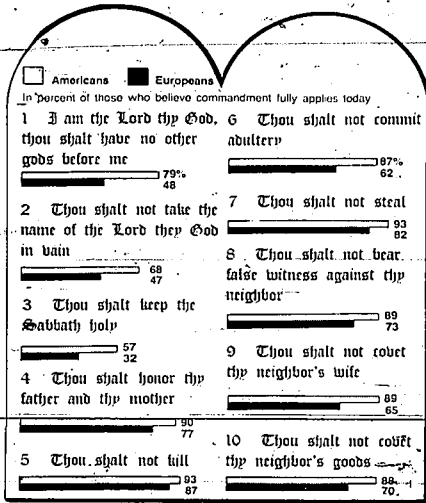 Americans Europeans
In percent of those who believe commandment fully applies today
1 I am the Lord thy God,
thou shalt have no other
gods before me
79%
48
2 Thou shalt not take the
name of the Lord they God
in vain
68
47
3 Thou shalt keep the
Sabbath holy
57
32
4 Thou shalt honor thy
father and thy mother
90
77
5 Thou shalt not kill
93
87
6 Thou shalt not commit
adultery
87%
62
7 Thou shalt not steal
93
82
8 Thou shalt not bear
false witness against thy
neighbor
89
73
9 Thou shalt not covet
thy neighbor's wife
89
65
10 Thou shalt not covet
thy neighbor's goods
88
70